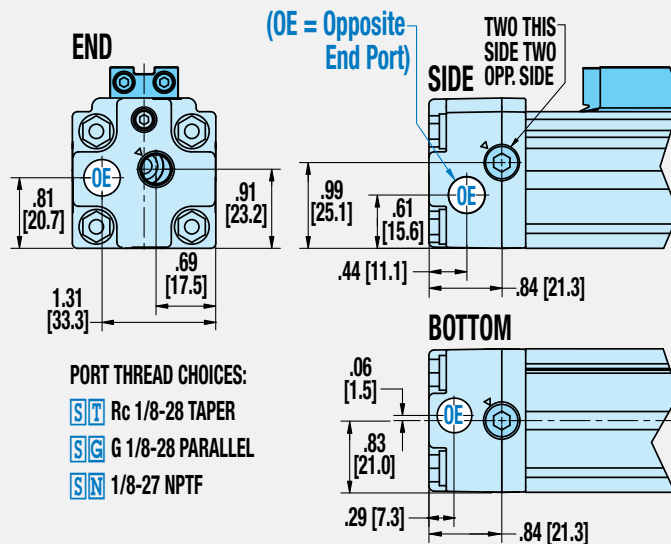 END
(OE = Opposite
End Port)
TWO THIS
SIDE TWO
OPP. SIDE
SIDE
OE
.81
[20.7]
.91
[23.2]
.69
[17.5]
1.31
[33.3]
OE
.99
[25.1]
.61
[15.6]
.44 [11.1]
.84 [21.3]
BOTTOM
OE
.06
[1.5]
.83
[21.0]
.29 [7.3]
.84 [21.3]
PORT THREAD CHOICES:
ST Rc 1/8-28 TAPER
SG G 1/8-28 PARALLEL
SN 1/8-27 NPTF